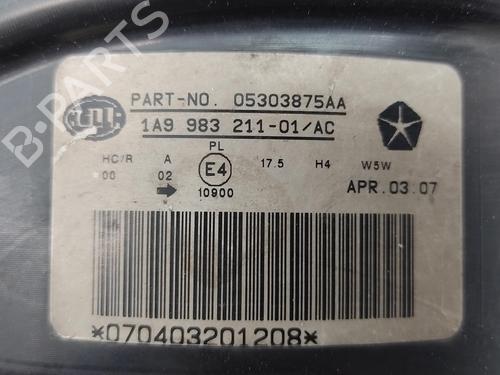 PART-NO. 05303875AA
1A9 983 211-01/AC
PL
HC/R A E4 17.5 H4 W5W
00 02
10900 APR.03.07
*070403201208*
B-PARTS